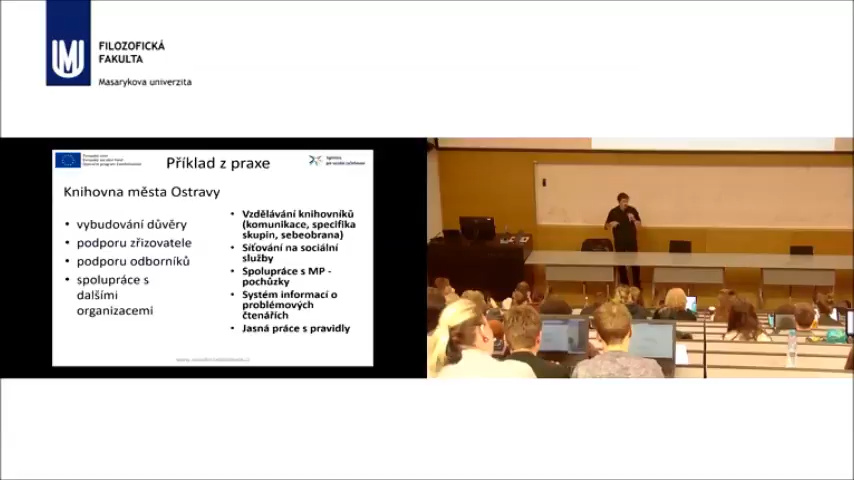 FILOZOFICKÁ
FAKULTA
Masarykova univerzita
Příklad z praxe
Knihovna města Ostravy
• vybudování důvěry
• podporu zřizovatele
• podporu odborníků
• spolupráce s
dalšími
organizacemi
• Vzdělávání knihovníků
(komunikace, specifika
skupin, sebeobrana)
• Síťování na sociální
služby
• Spolupráce s MP -
pochůzky
• Systém informací o
problémových
čtenářích
• Jasná práce s pravidly